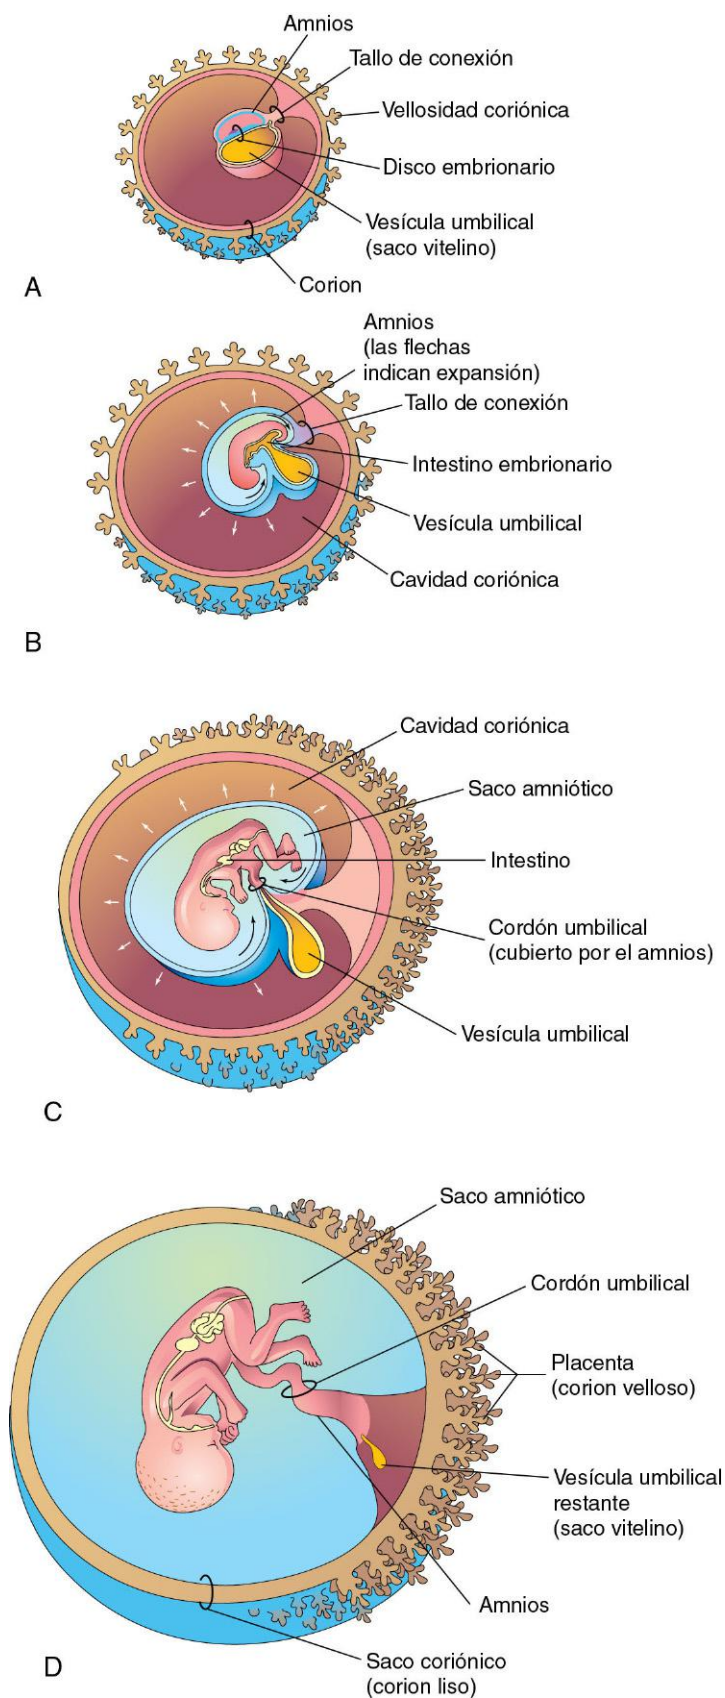 Amnios
Tallo de conexión
Vellosidad coriónica
Disco embrionario
Vesícula umbilical
(saco vitelino)
Corion
A
Amnios
(las flechas
indican expansión)
Tallo de conexión
Intestino embrionario
Vesícula umbilical
Cavidad coriónica
B
Cavidad coriónica
Saco amniótico
Intestino
Cordón umbilical
(cubierto por el amnios)
Vesícula umbilical
C
Saco amniótico
Cordón umbilical
Placenta
(corion velloso)
Vesícula umbilical
restante
(saco vitelino)
Amnios
Saco coriónico
(corion liso)
D